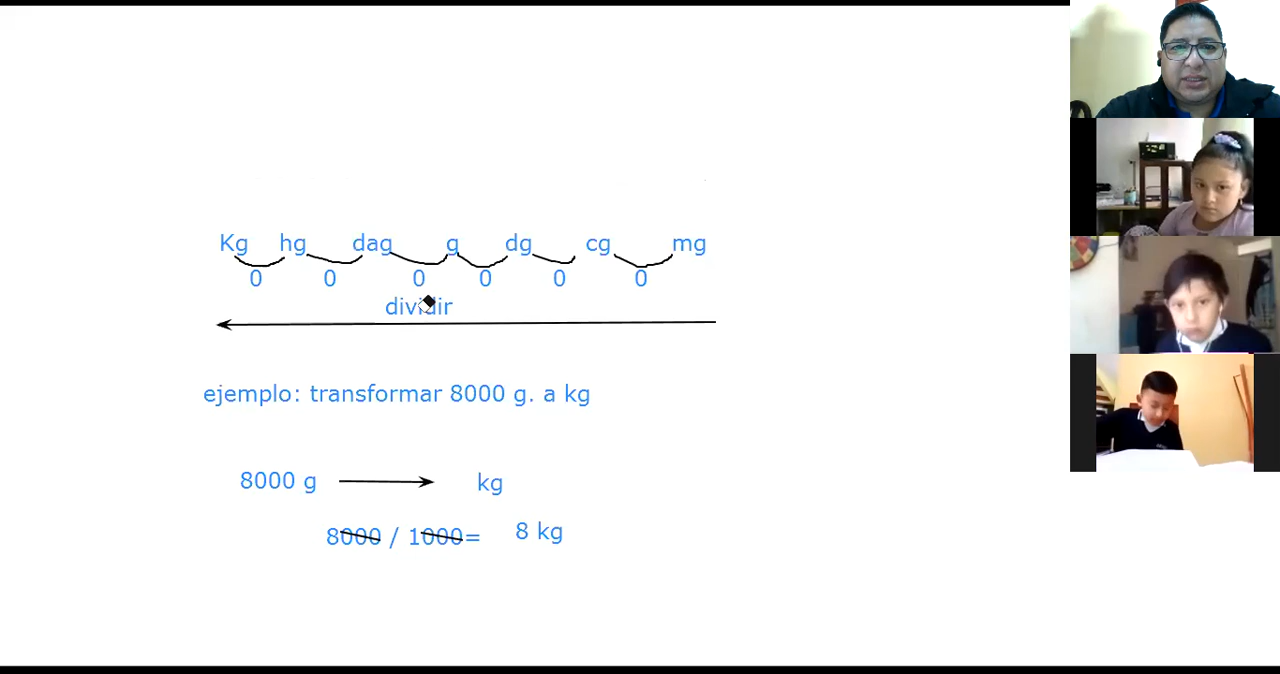 Kg hg dag g dg cg mg
0 0 0 0 0 0
dividir
ejemplo: transformar 8000 g. a kg
8000 g kg
8000 / 1000= 8 kg